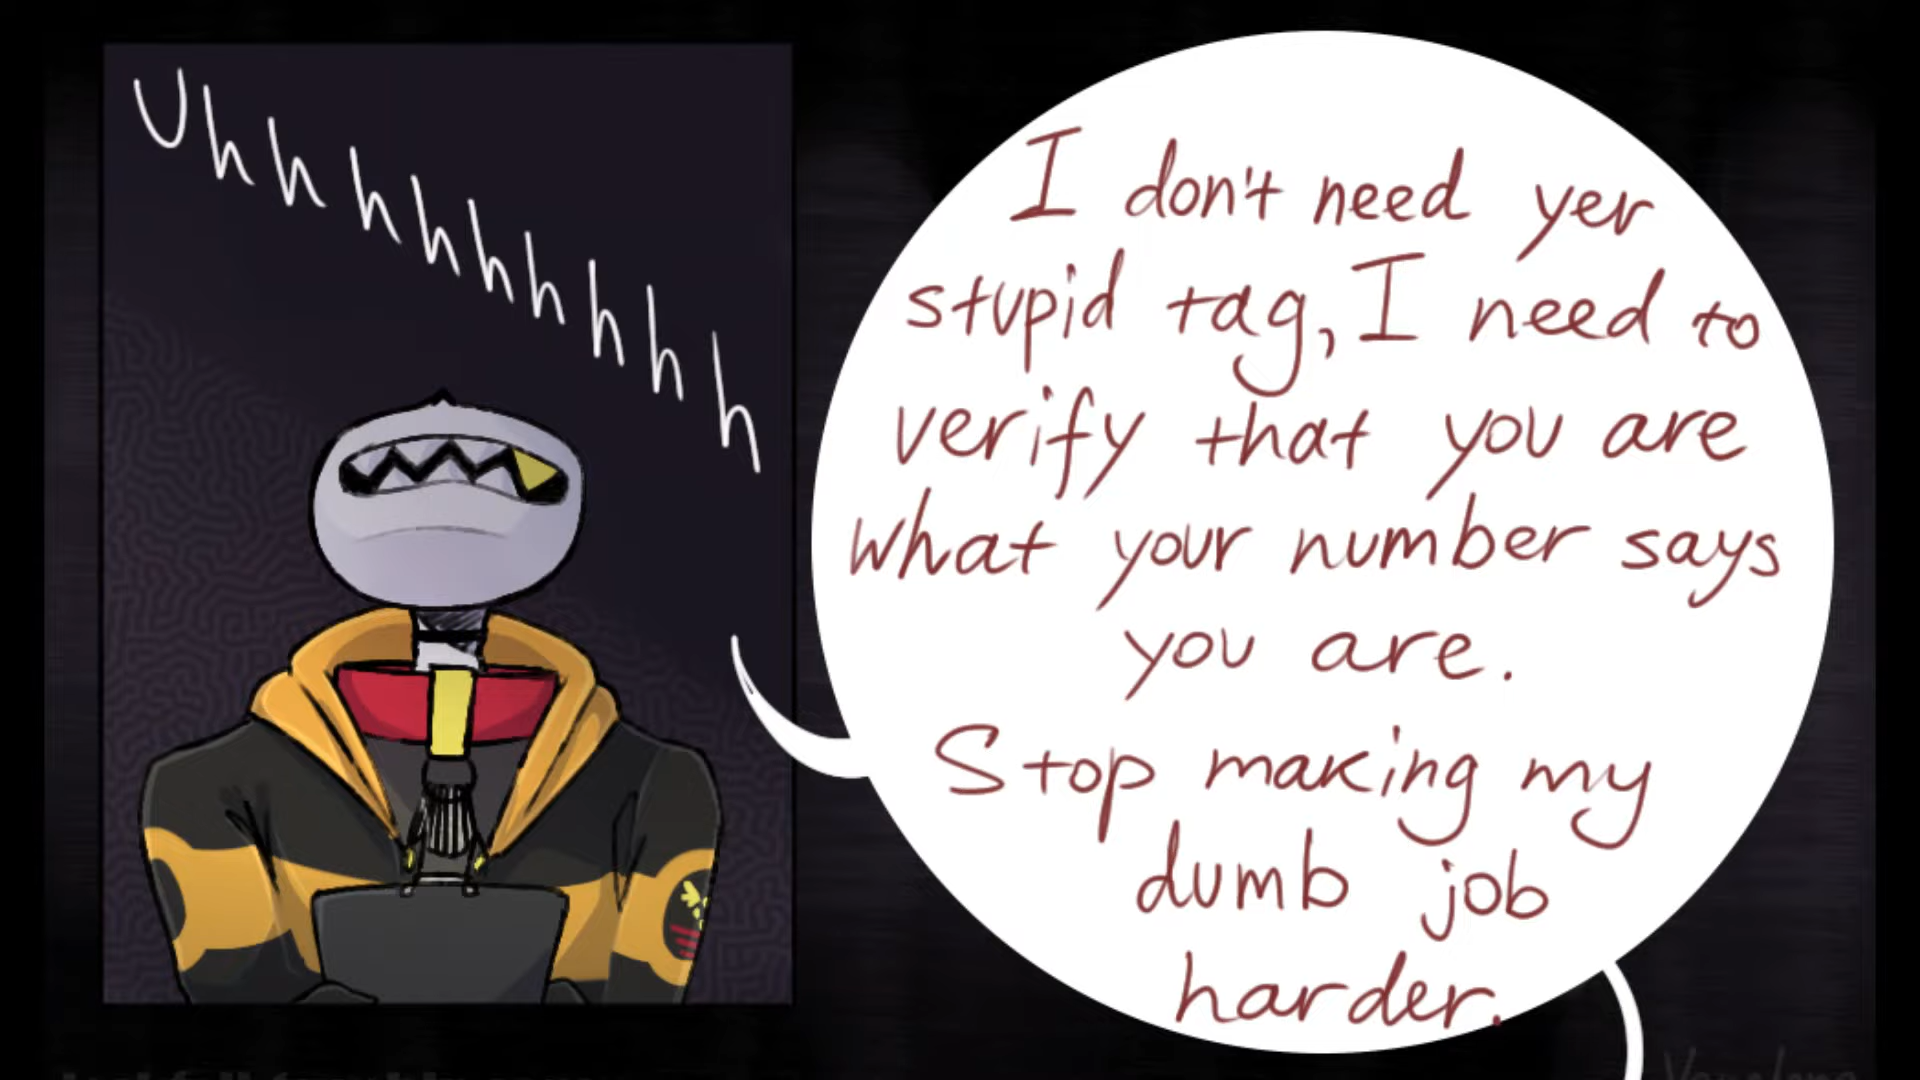 Uhhhhhhhhh
I don't need yer
stupid tag, I need to
verify that you are
what your number says
you are.
Stop making my
dumb job
harder.